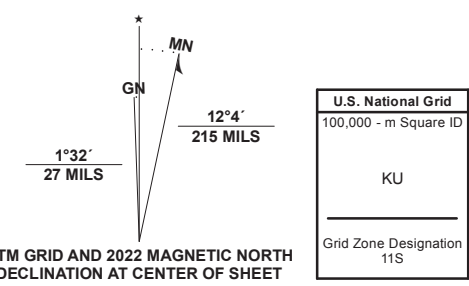 ★
MN
GN
12°4´
215 MILS
1°32´
27 MILS
TM GRID AND 2022 MAGNETIC NORTH
DECLINATION AT CENTER OF SHEET
U.S. National Grid
100,000 - m Square ID
KU
Grid Zone Designation
11S